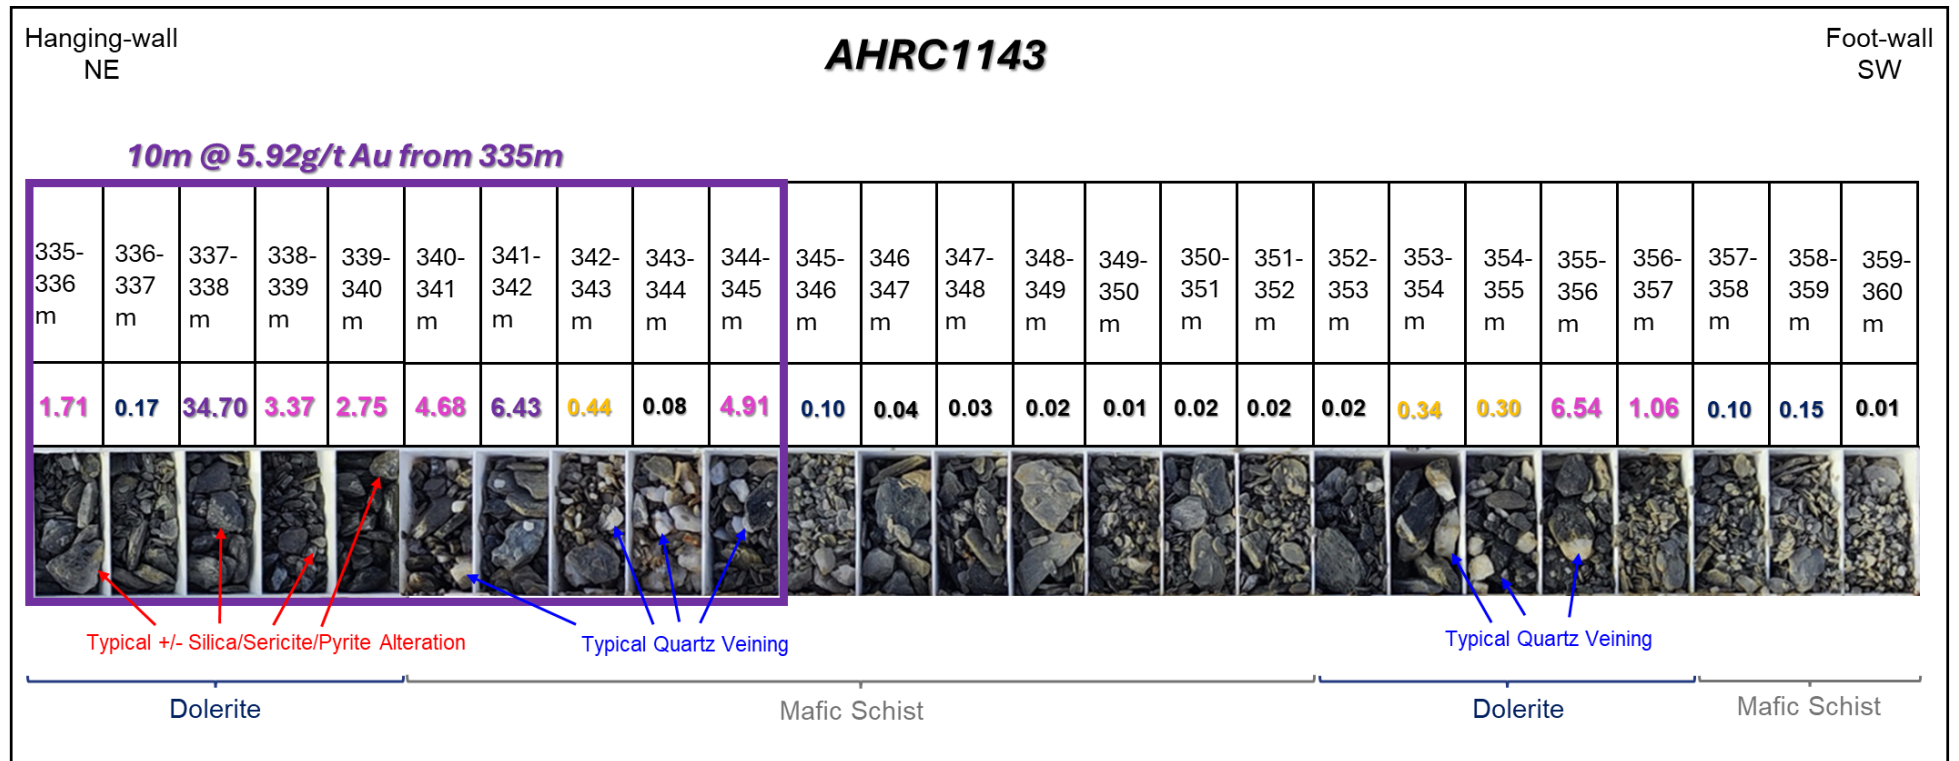 Hanging-wall
NE
AHRC1143
Foot-wall
SW
10m @ 5.92g/t Au from 335m
335-
336
m
336-
337
m
337-
338
m
338-
339
m
339-
340
m
340-
341
m
341-
342
m
342-
343
m
343-
344
m
344-
345
m
345-
346
m
346
347
m
347-
348
m
348-
349
m
349-
350
m
350-
351
m
351-
352
m
352-
353
m
353-
354
m
354-
355
m
355-
356
m
356-
357
m
357-
358
m
358-
359
m
359-
360
m
1.71 0.17 34.70 3.37 2.75 4.68 6.43 0.44 0.08 4.91 0.10 0.04 0.03 0.02 0.01 0.02 0.02 0.02 0.34 0.30 6.54 1.06 0.10 0.15 0.01
Typical +/- Silica/Sericite/Pyrite Alteration
Typical Quartz Veining
Typical Quartz Veining
Dolerite
Mafic Schist
Dolerite
Mafic Schist